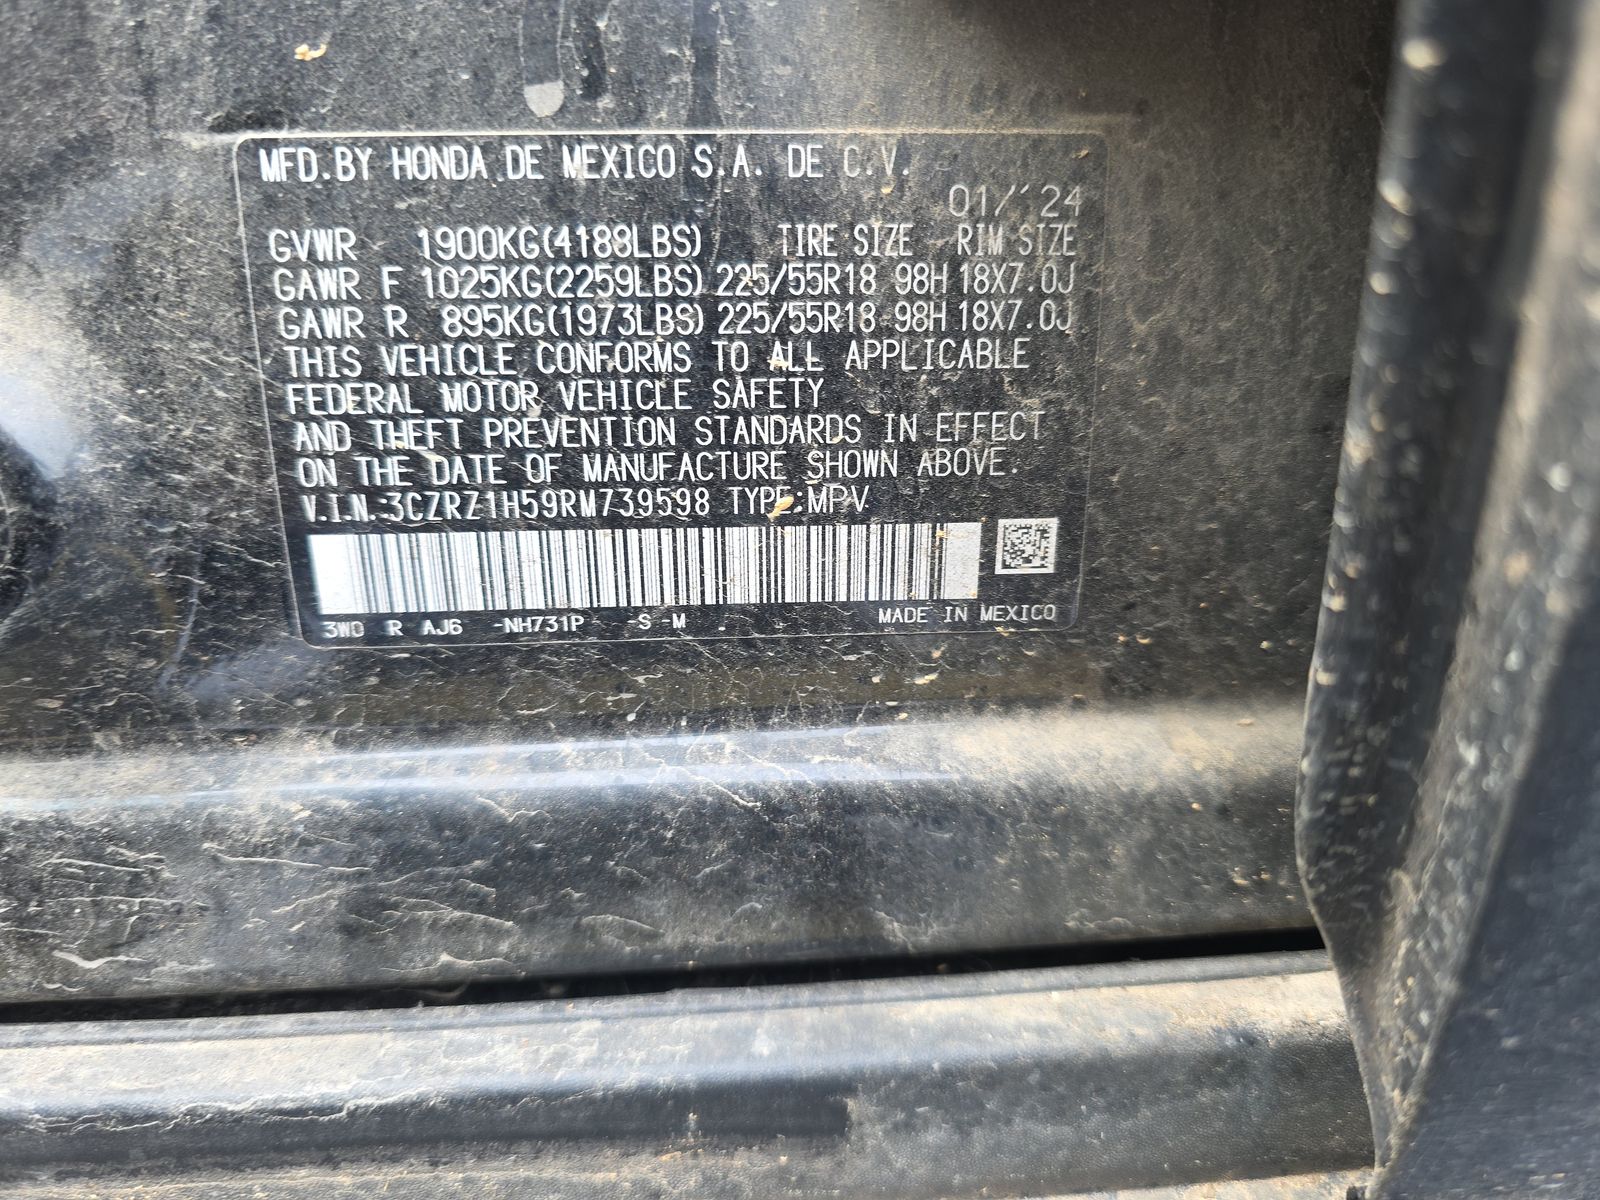 MFD.BY HONDA DE MEXICO S.A. DE C.V.
01/'24
GVWR 1900KG(4188LBS) TIRE SIZE RIM SIZE
GAWR F 1025KG(2259LBS) 225/55R18 98H 18X7.0J
GAWR R 895KG(1973LBS) 225/55R18 98H 18X7.0J
THIS VEHICLE CONFORMS TO ALL APPLICABLE
FEDERAL MOTOR VEHICLE SAFETY
AND THEFT PREVENTION STANDARDS IN EFFECT
ON THE DATE OF MANUFACTURE SHOWN ABOVE.
V.I.N.:3CZRZ1H59RM739598 TYPE:MPV
3W0 R AJ6 -NH731P -S -M MADE IN MEXICO